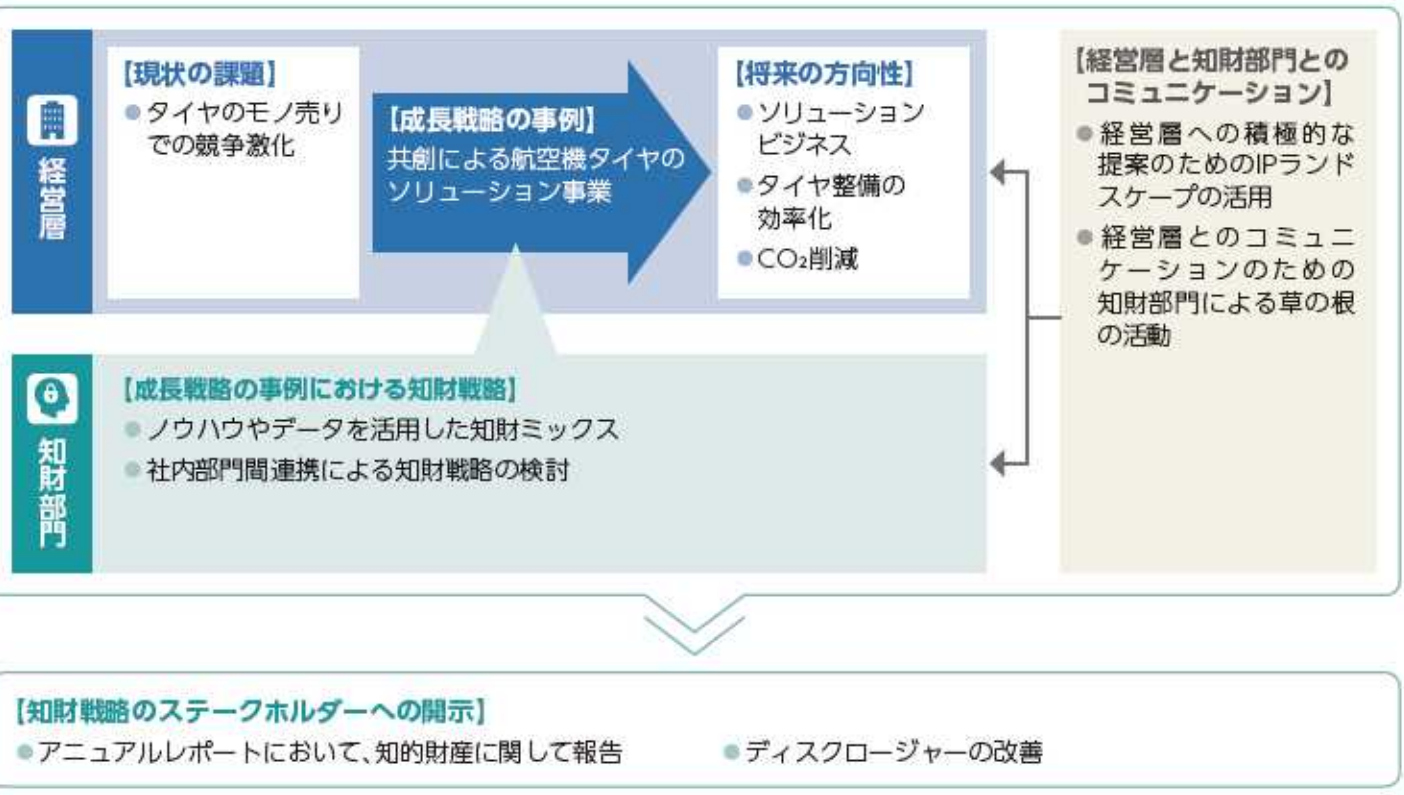 経営層
【現状の課題】
●タイヤのモノ売り
での競争激化
【成長戦略の事例】
共創による航空機タイヤの
ソリューション事業
【将来の方向性】
●ソリューション
ビジネス
●タイヤ整備の
効率化
●CO₂削減
知財部門
【成長戦略の事例における知財戦略】
●ノウハウやデータを活用した知財ミックス
●社内部門間連携による知財戦略の検討
【経営層と知財部門との
コミュニケーション】
●経営層への積極的な
提案のためのIPランド
スケープの活用
●経営層とのコミュニ
ケーションのための
知財部門による草の根
の活動
【知財戦略のステークホルダーへの開示】
●アニュアルレポートにおいて、知的財産に関して報告
●ディスクロージャーの改善